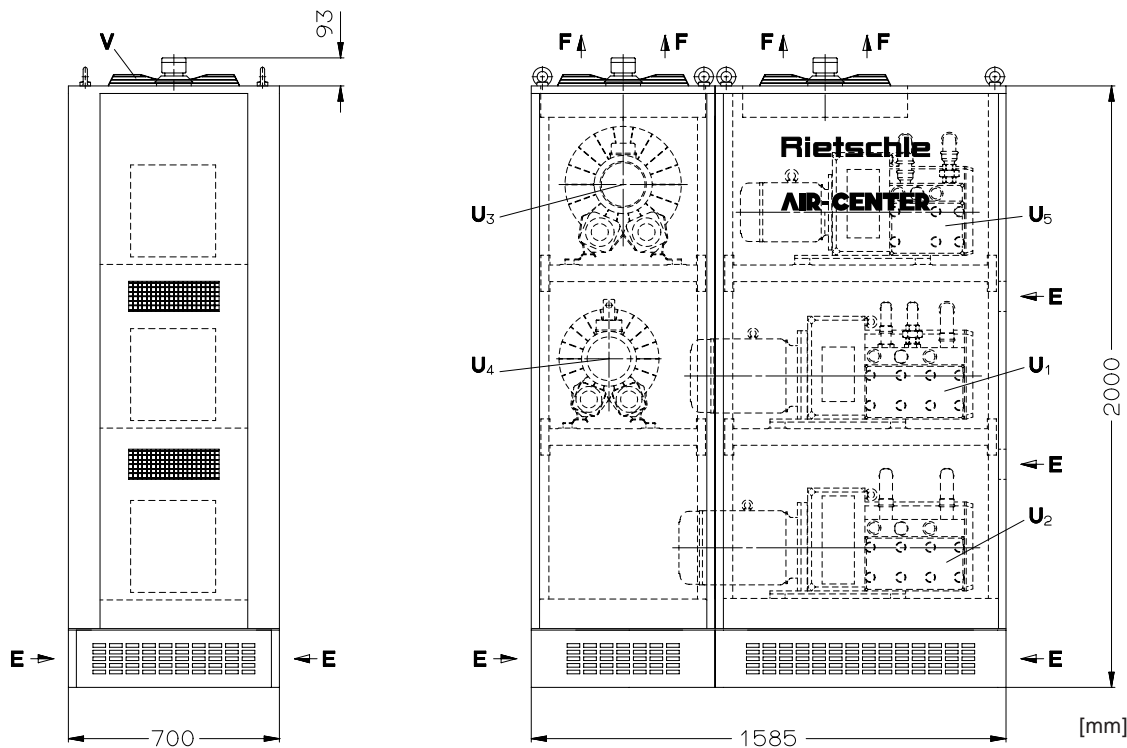 93
V
F F F F
Rietschle
AIR-CENTER
U3
U5
E
U4
U1
2000
E
U2
E E E E
700
1585
[mm]